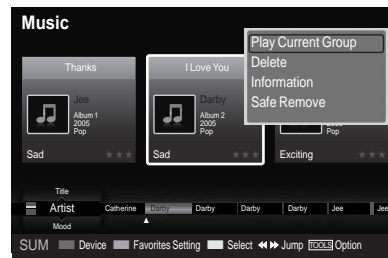 Music
Play Current Group
Delete
Information
Safe Remove
Thanks
I Love You
Jee
Album 1
2005
Pop
Darby
Album 2
2005
Pop
Pop
Sad ★★★
Sad ★★★
Exciting ★★★
Title
Artist
Catherine Darby Darby Darby Darby Jee Jee
Mood
SUM Device Favorites Setting Select Jump TOOLS Option